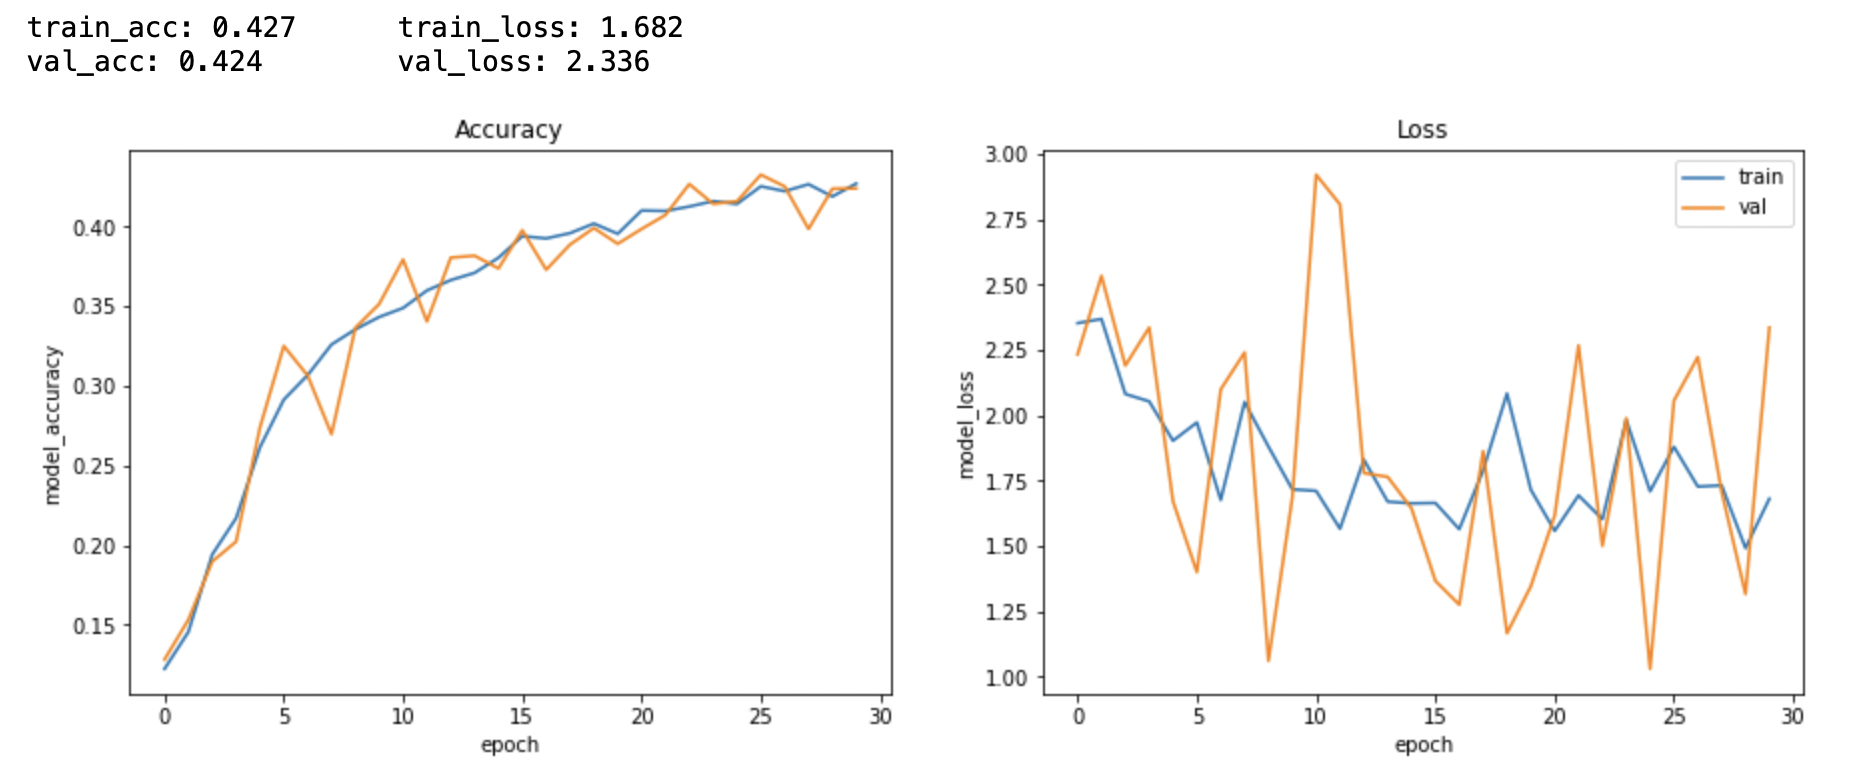 train_acc: 0.427 train_loss: 1.682
val_acc: 0.424 val_loss: 2.336
Accuracy
model_accuracy
0.40
0.35
0.30
0.25
0.20
0.15
0 5 10 15 20 25 30
epoch
Loss
train
val
model_loss
3.00
2.75
2.50
2.25
2.00
1.75
1.50
1.25
1.00
0 5 10 15 20 25 30
epoch